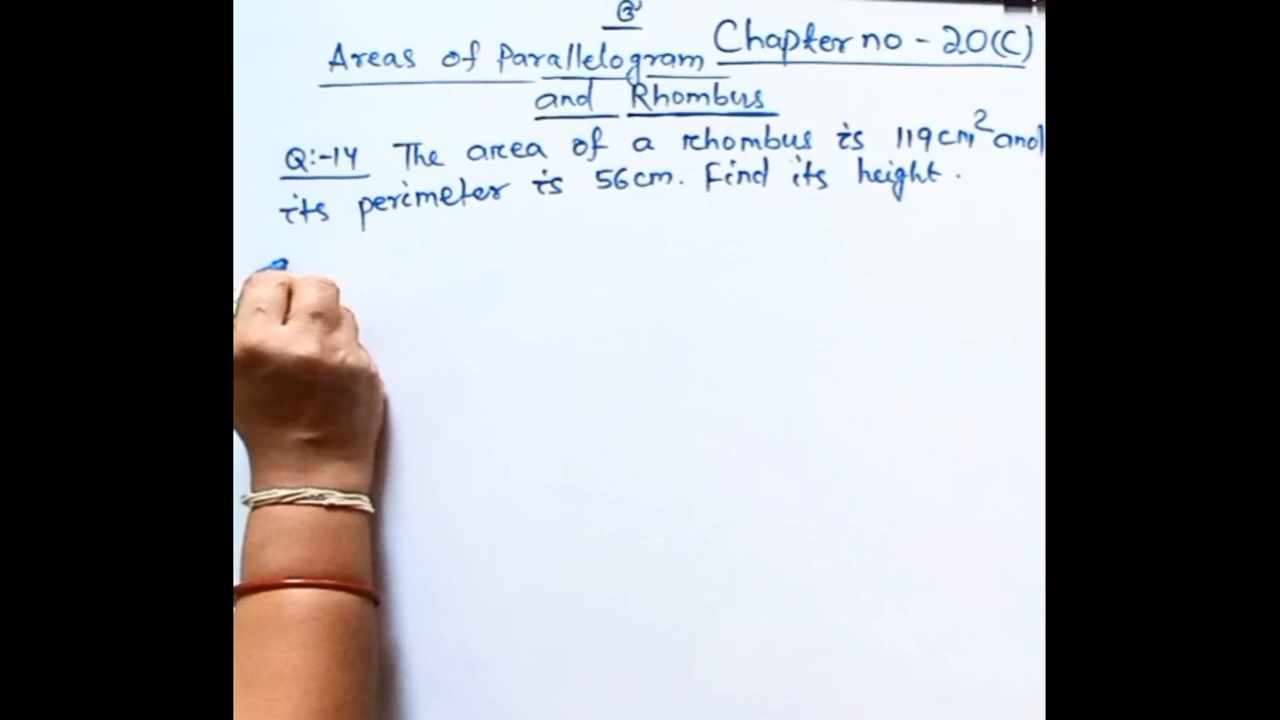 Areas of Parallelogram Chapter no - 20(C)
and Rhombus
Q:-14 The area of a rhombus is 119cm² and
its perimeter is 56cm. Find its height.